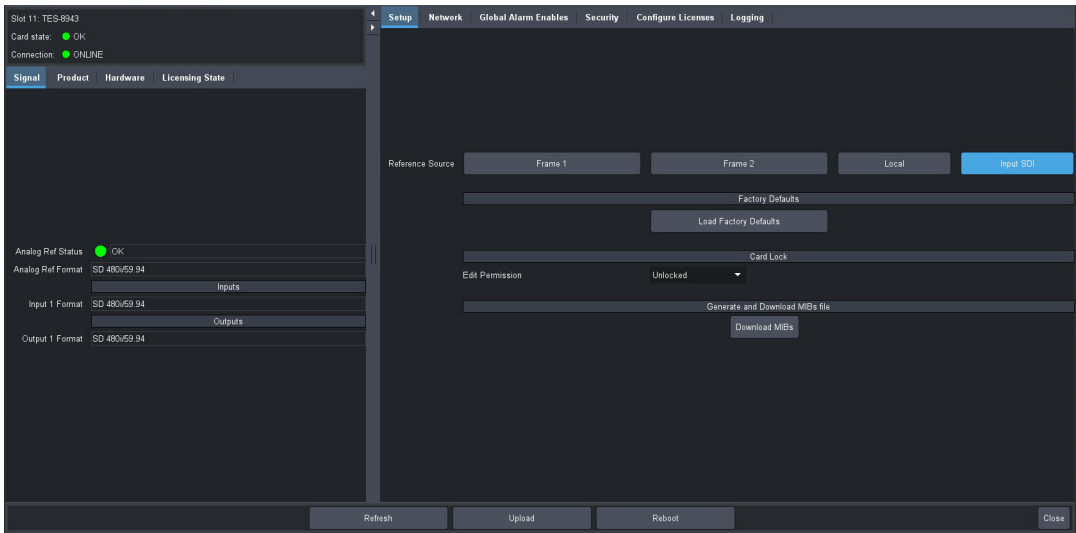 Slot 11: TES-8943
Card state: OK
Connection: ONLINE
Signal Product Hardware Licensing State
Analog Ref Status OK
Analog Ref Format SD 480i/59.94
Inputs
Input 1 Format SD 480i/59.94
Outputs
Output 1 Format SD 480i/59.94
Setup Network Global Alarm Enables Security Configure Licenses Logging
Reference Source Frame 1 Frame 2 Local Input SDI
Factory Defaults
Load Factory Defaults
Card Lock
Edit Permission Unlocked
Generate and Download MIBs file
Download MIBs
Refresh Upload Reboot Close